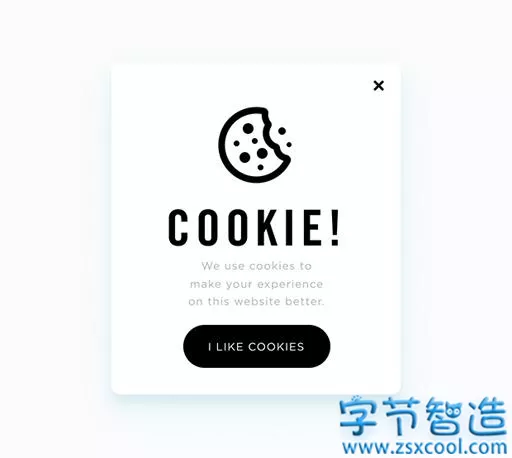 COOKIE!
We use cookies to
make your experience
on this website better.
I LIKE COOKIES
字节智造
www.zsxcool.com